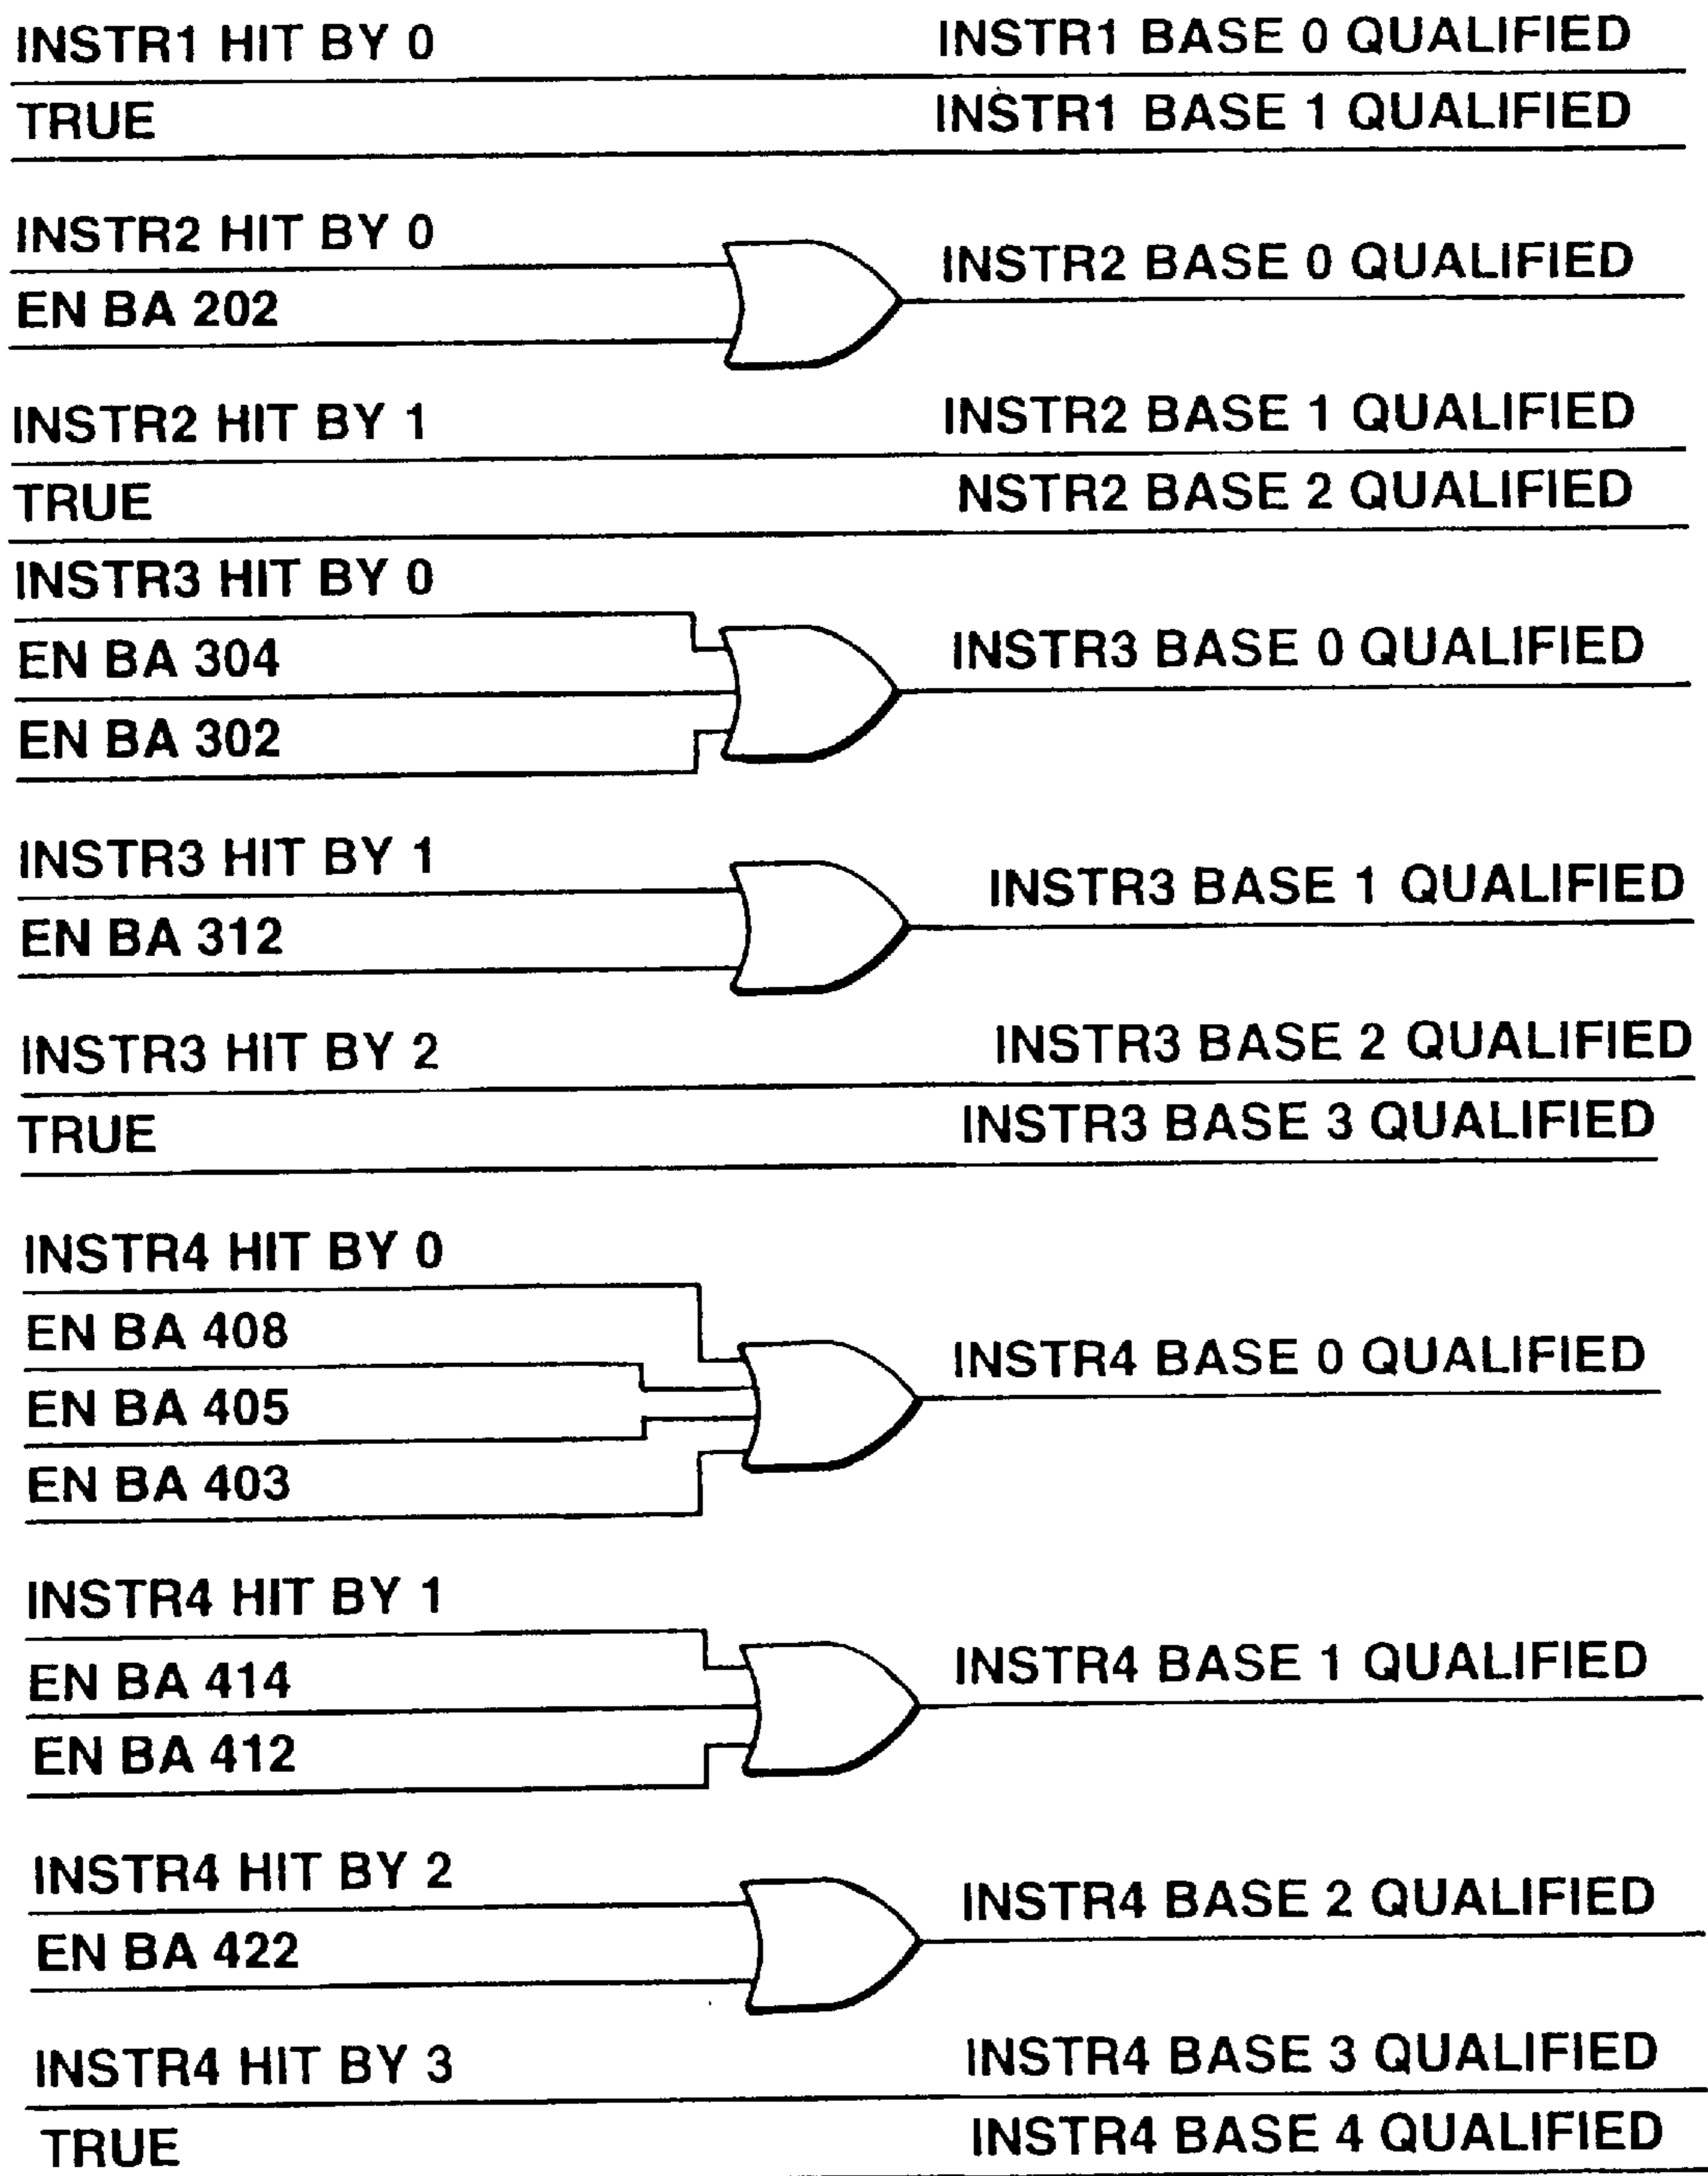 INSTR1 HIT BY 0 INSTR1 BASE 0 QUALIFIED
TRUE INSTR1 BASE 1 QUALIFIED
INSTR2 HIT BY 0 INSTR2 BASE 0 QUALIFIED
EN BA 202
INSTR2 HIT BY 1 INSTR2 BASE 1 QUALIFIED
TRUE NSTR2 BASE 2 QUALIFIED
INSTR3 HIT BY 0
EN BA 304 INSTR3 BASE 0 QUALIFIED
EN BA 302
INSTR3 HIT BY 1 INSTR3 BASE 1 QUALIFIED
EN BA 312
INSTR3 HIT BY 2 INSTR3 BASE 2 QUALIFIED
TRUE INSTR3 BASE 3 QUALIFIED
INSTR4 HIT BY 0
EN BA 408 INSTR4 BASE 0 QUALIFIED
EN BA 405
EN BA 403
INSTR4 HIT BY 1
EN BA 414 INSTR4 BASE 1 QUALIFIED
EN BA 412
INSTR4 HIT BY 2 INSTR4 BASE 2 QUALIFIED
EN BA 422
INSTR4 HIT BY 3 INSTR4 BASE 3 QUALIFIED
TRUE INSTR4 BASE 4 QUALIFIED